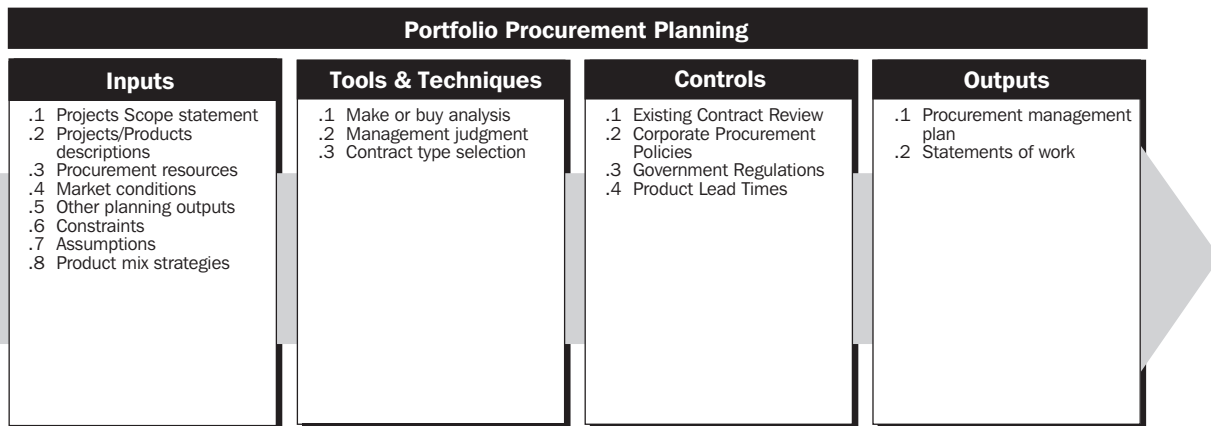 Portfolio Procurement Planning
Inputs
.1 Projects Scope statement
.2 Projects/Products
descriptions
.3 Procurement resources
.4 Market conditions
.5 Other planning outputs
.6 Constraints
.7 Assumptions
.8 Product mix strategies
Tools & Techniques
.1 Make or buy analysis
.2 Management judgment
.3 Contract type selection
Controls
.1 Existing Contract Review
.2 Corporate Procurement
Policies
.3 Government Regulations
.4 Product Lead Times
Outputs
.1 Procurement management
plan
.2 Statements of work